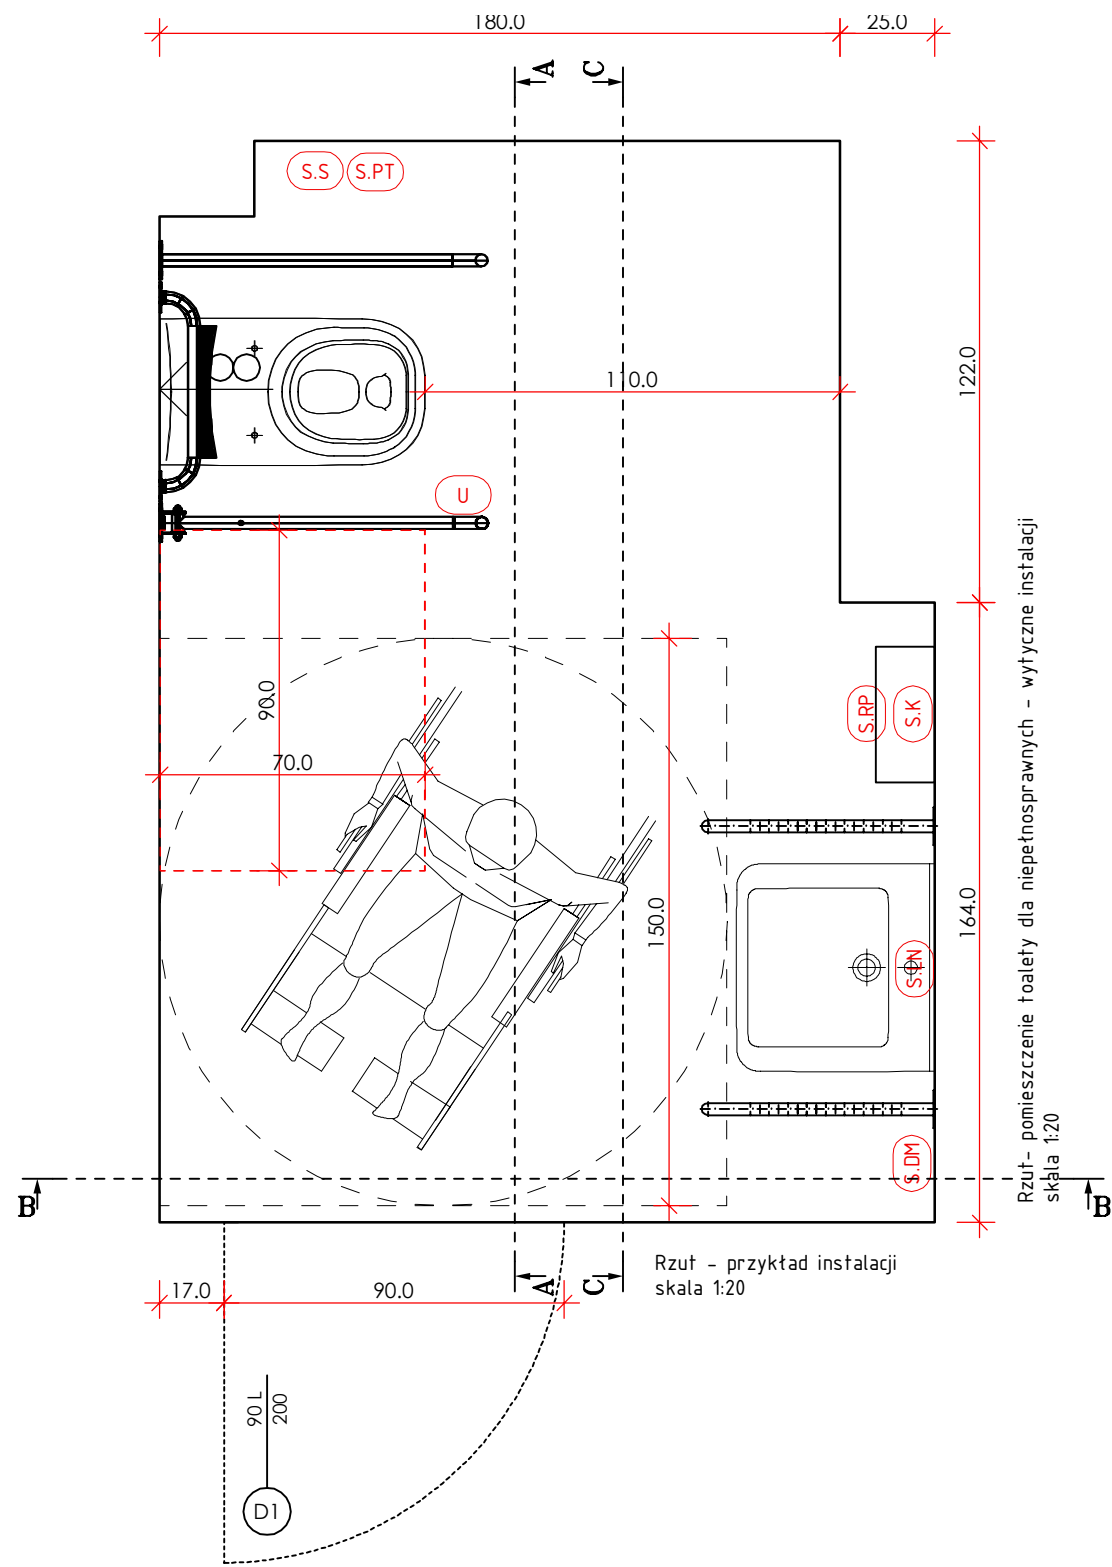 180.0
25.0
A
C
S.S
S.PT
122.0
110.0
U
90.0
70.0
S.RP
S.K
150.0
164.0
S.LN
S.DM
Rzut- pomieszczenie toalety dla niepełnosprawnych - wytyczne instalacji
skala 1:20
B
B
A
C
Rzut - przykład instalacji
skala 1:20
17.0
90.0
90 L
200
D1